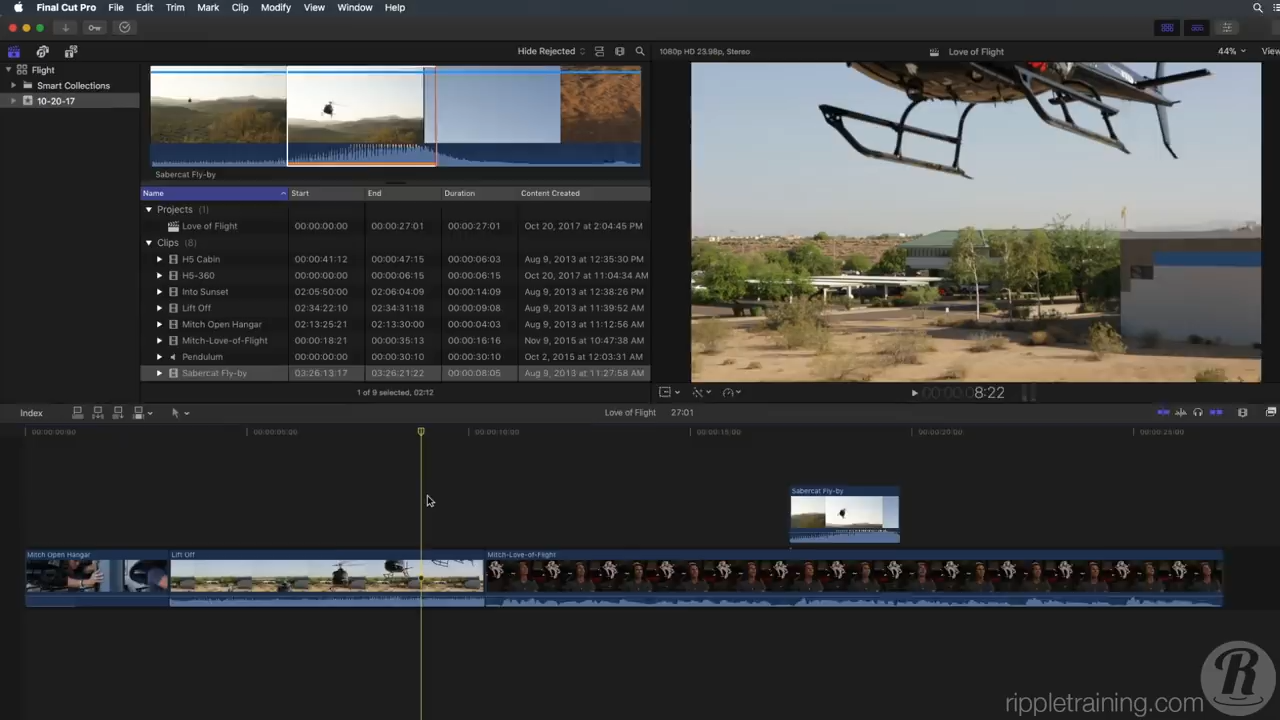 Final Cut Pro File Edit Trim Mark Clip Modify View Window Help
Hide Rejected
1080p HD 23.98p, Stereo
Love of Flight
44%
View
Flight
Smart Collections
10-20-17
Sabercat Fly-by
Name Start End Duration Content Created
Projects (1)
Love of Flight 00:00:00:00 00:00:27:01 00:00:27:01 Oct 20, 2017 at 2:04:45 PM
Clips (8)
H5 Cabin 00:00:41:12 00:00:47:15 00:00:06:03 Aug 9, 2013 at 12:35:30 PM
H5-360 00:00:00:00 00:00:06:15 00:00:06:15 Oct 20, 2017 at 11:04:34 AM
Into Sunset 02:05:50:00 02:06:04:09 00:00:14:09 Aug 9, 2013 at 12:38:26 PM
Lift Off 02:34:22:10 02:34:31:18 00:00:09:08 Aug 9, 2013 at 11:39:52 AM
Mitch Open Hangar 02:13:25:21 02:13:30:00 00:00:04:03 Aug 9, 2013 at 11:12:56 AM
Mitch-Love-of-Flight 00:00:18:21 00:00:35:13 00:00:16:16 Nov 9, 2015 at 10:47:38 AM
Pendulum 00:00:00:00 00:00:30:10 00:00:30:10 Oct 2, 2015 at 12:03:31 AM
Sabercat Fly-by 03:26:13:17 03:26:21:22 00:00:08:05 Aug 9, 2013 at 11:27:58 AM
1 of 9 selected, 02:12
00:00:08:22
Index
Love of Flight 27:01
00:00:00:00 00:00:05:00 00:00:10:00 00:00:15:00 00:00:20:00 00:00:25:00
Sabercat Fly-by
Mitch Open Hangar Lift Off Mitch-Love-of-Flight
R
rippletraining.com